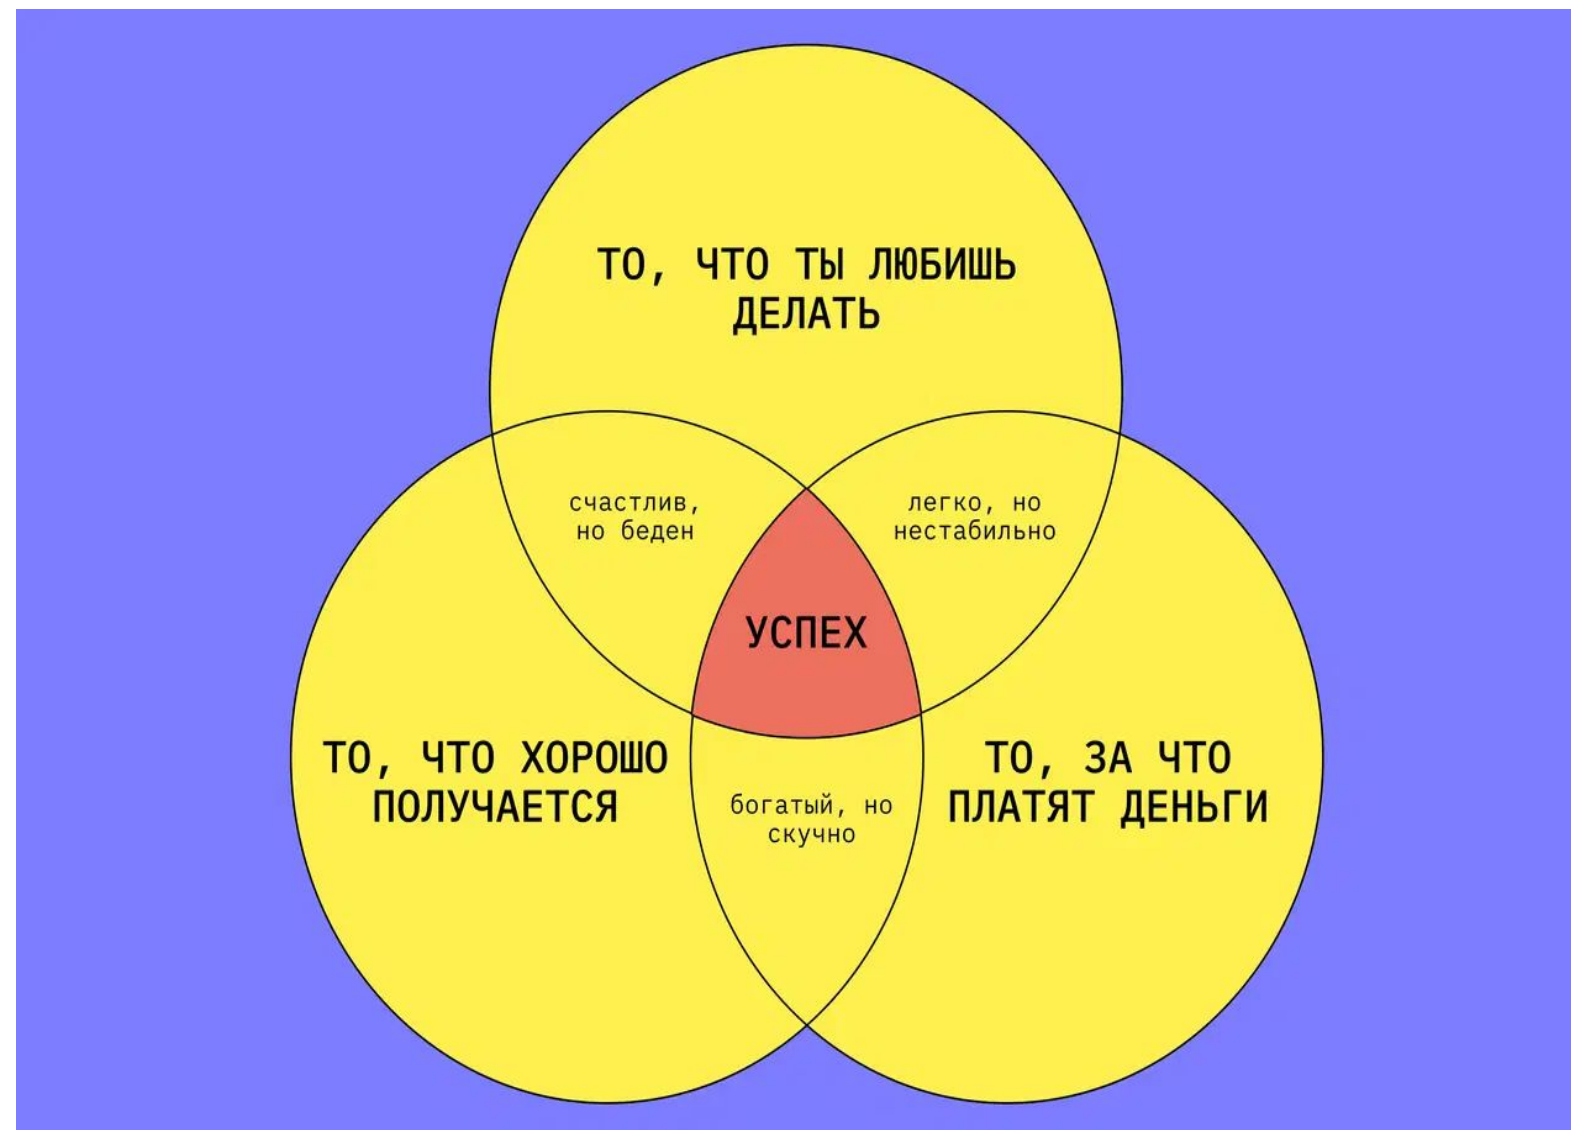 ТО, ЧТО ТЫ ЛЮБИШЬ
ДЕЛАТЬ
счастлив,
но беден
легко, но
нестабильно
УСПЕХ
ТО, ЧТО ХОРОШО
ПОЛУЧАЕТСЯ
ТО, ЗА ЧТО
ПЛАТЯТ ДЕНЬГИ
богатый, но
скучно